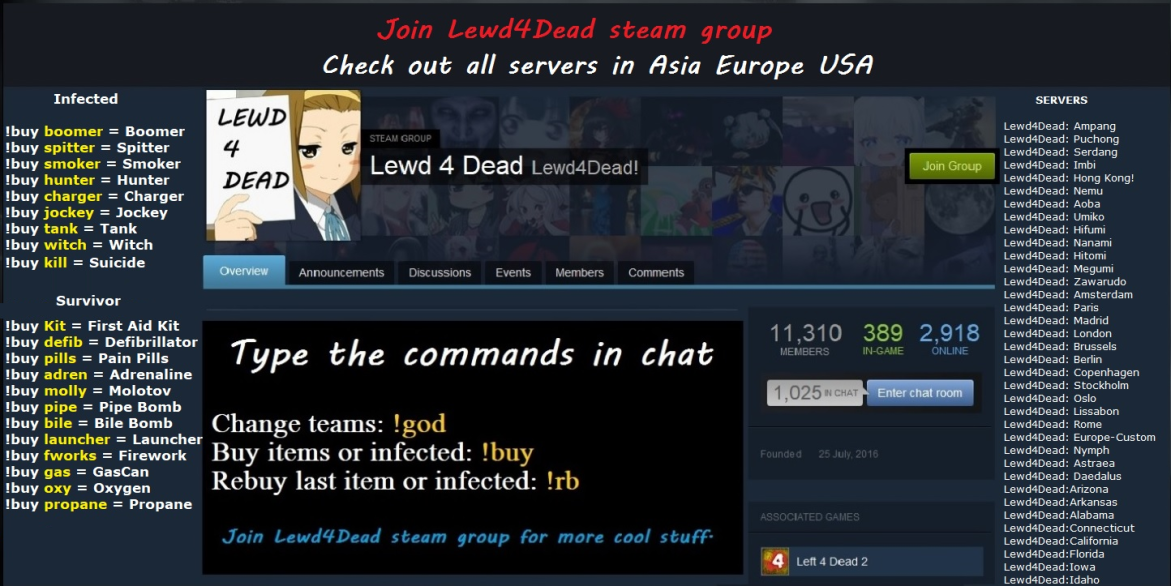 Join Lewd4Dead steam group
Check out all servers in Asia Europe USA
Infected
!buy boomer = Boomer
!buy spitter = Spitter
!buy smoker = Smoker
!buy hunter = Hunter
!buy charger = Charger
!buy jockey = Jockey
!buy tank = Tank
!buy witch = Witch
!buy kill = Suicide
Survivor
!buy Kit = First Aid Kit
!buy defib = Defibrillator
!buy pills = Pain Pills
!buy adren = Adrenaline
!buy molly = Molotov
!buy pipe = Pipe Bomb
!buy bile = Bile Bomb
!buy launcher = Launcher
!buy fworks = Firework
!buy gas = GasCan
!buy oxy = Oxygen
!buy propane = Propane
LEWD
4
DEAD
STEAM GROUP
Lewd 4 Dead Lewd4Dead!
Join Group
Overview Announcements Discussions Events Members Comments
Type the commands in chat
Change teams: !god
Buy items or infected: !buy
Rebuy last item or infected: !rb
Join Lewd4Dead steam group for more cool stuff.
11,310 389 2,918
MEMBERS IN-GAME ONLINE
1,025 IN CHAT Enter chat room
Founded 25 July, 2016
ASSOCIATED GAMES
4 Left 4 Dead 2
SERVERS
Lewd4Dead: Ampang
Lewd4Dead: Puchong
Lewd4Dead: Serdang
Lewd4Dead: Imbi
Lewd4Dead: Hong Kong!
Lewd4Dead: Nemu
Lewd4Dead: Aoba
Lewd4Dead: Umiko
Lewd4Dead: Hifumi
Lewd4Dead: Nanami
Lewd4Dead: Hitomi
Lewd4Dead: Megumi
Lewd4Dead: Zawarudo
Lewd4Dead: Amsterdam
Lewd4Dead: Paris
Lewd4Dead: Madrid
Lewd4Dead: London
Lewd4Dead: Brussels
Lewd4Dead: Berlin
Lewd4Dead: Copenhagen
Lewd4Dead: Stockholm
Lewd4Dead: Oslo
Lewd4Dead: Lissabon
Lewd4Dead: Rome
Lewd4Dead: Europe-Custom
Lewd4Dead: Nymph
Lewd4Dead: Astraea
Lewd4Dead: Daedalus
Lewd4Dead:Arizona
Lewd4Dead:Arkansas
Lewd4Dead:Alabama
Lewd4Dead:Connecticut
Lewd4Dead:California
Lewd4Dead:Florida
Lewd4Dead:Iowa
Lewd4Dead:Idaho